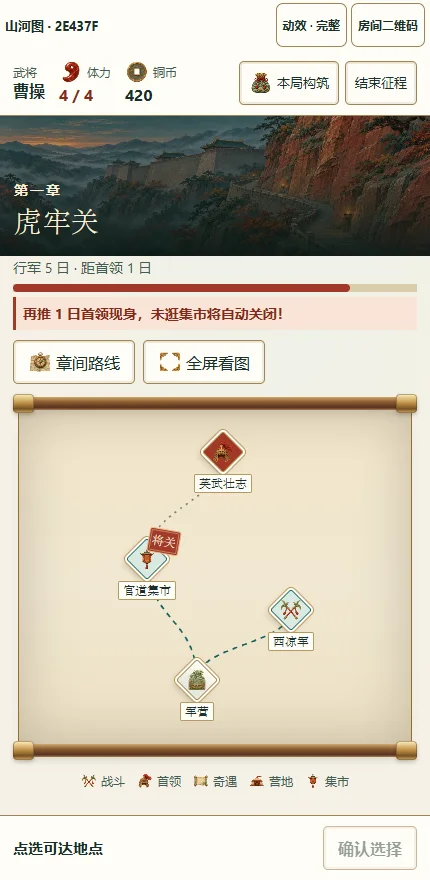 山河图 · 2E437F
动效 · 完整
房间二维码
武将
曹操
体力
4 / 4
铜币
420
本局构筑
结束征程
第一章
虎牢关
行军 5 日 · 距首领 1 日
再推 1 日首领现身，未逛集市将自动关闭！
章间路线
全屏看图
英武壮志
将关
官道集市
西凉军
军营
战斗
首领
奇遇
营地
集市
点选可达地点
确认选择